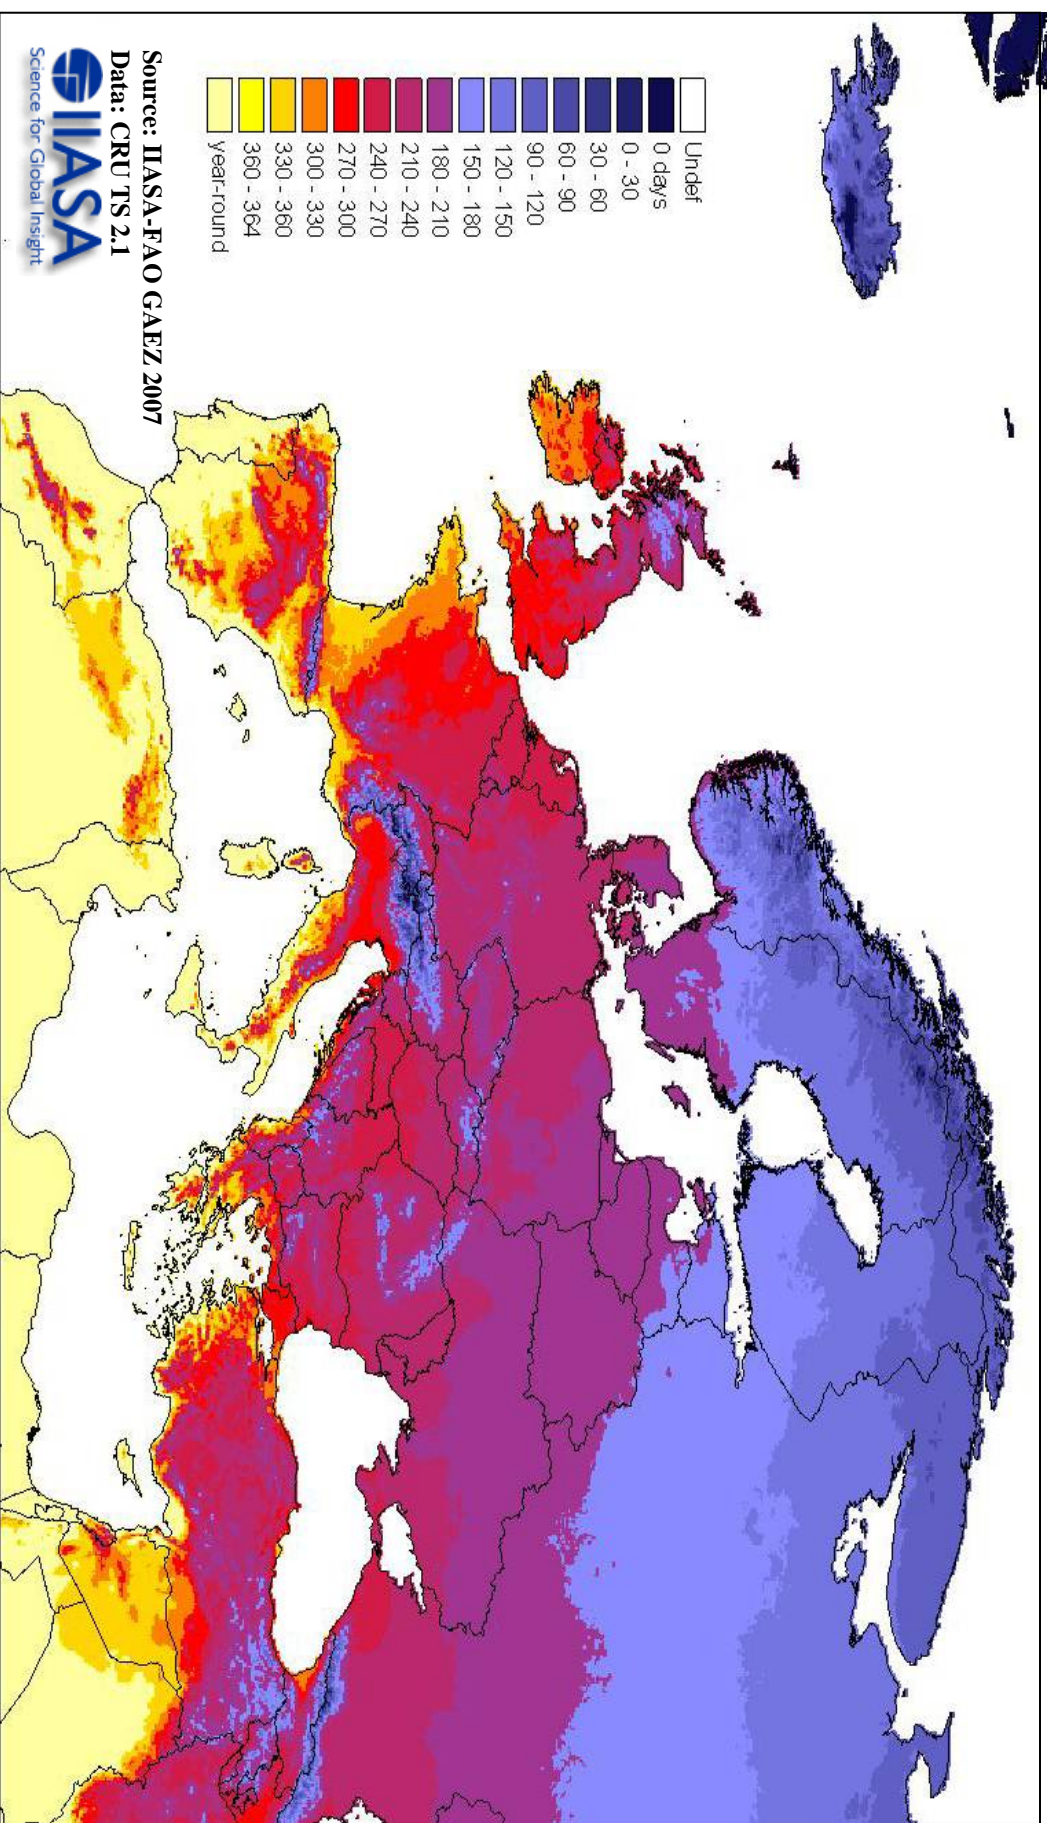 Undef
0 days
0 - 30
30 - 60
60 - 90
90 - 120
120 - 150
150 - 180
180 - 210
210 - 240
240 - 270
270 - 300
300 - 330
330 - 360
360 - 364
year-round
Source: IIASA-FAO GAEZ 2007
Data: CRU TS 2.1
IIASA
Science for Global Insight